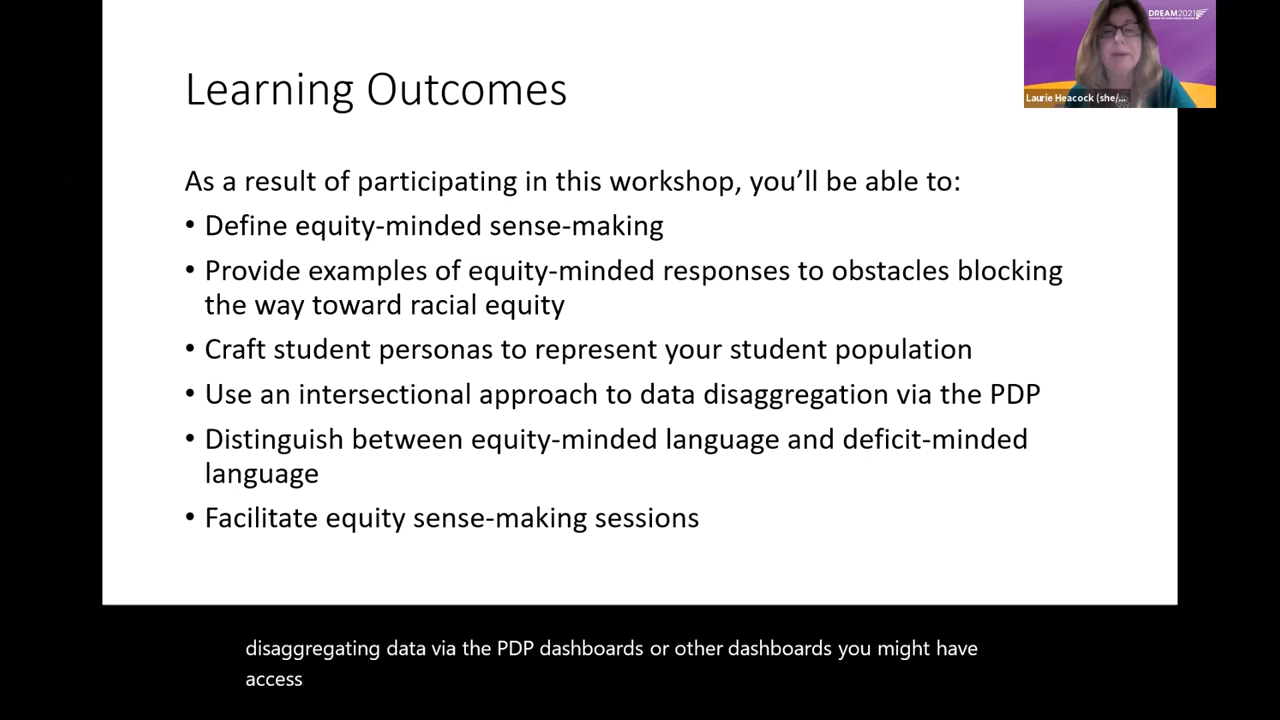 DREAM2021
Learning Outcomes
Laurie Heacock (she/...
As a result of participating in this workshop, you’ll be able to:
• Define equity-minded sense-making
• Provide examples of equity-minded responses to obstacles blocking
the way toward racial equity
• Craft student personas to represent your student population
• Use an intersectional approach to data disaggregation via the PDP
• Distinguish between equity-minded language and deficit-minded
language
• Facilitate equity sense-making sessions
disaggregating data via the PDP dashboards or other dashboards you might have
access